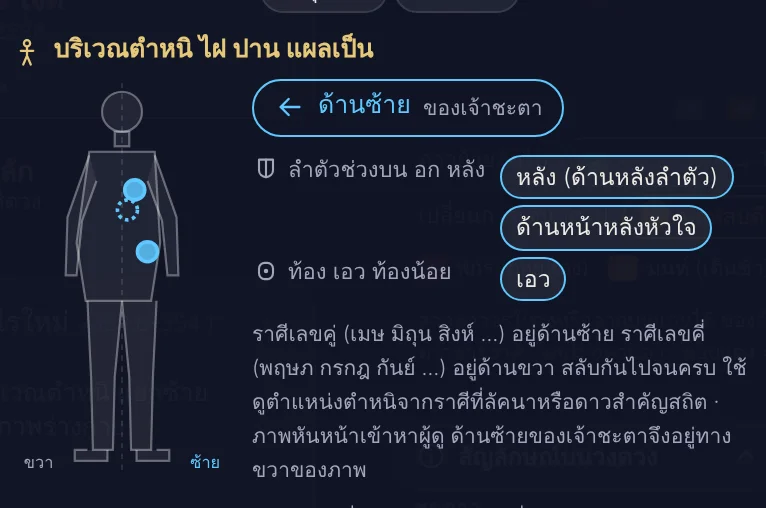 บริเวณตำหนิ ไฝ ปาน แผลเป็น
← ด้านซ้าย ของเจ้าชะตา
ลำตัวช่วงบน อก หลัง
หลัง (ด้านหลังลำตัว)
ด้านหน้าหลังหัวใจ
ท้อง เอว ท้องน้อย
เอว
ราศีเลขคู่ (เมษ มิถุน สิงห์ ...) อยู่ด้านซ้าย ราศีเลขคี่
(พฤษภ กรกฎ กันย์ ...) อยู่ด้านขวา สลับกันไปจนครบ ใช้
ดูตำแหน่งตำหนิจากราศีที่ลัคนาหรือดาวสำคัญสถิต ·
ภาพหันหน้าเข้าหาผู้ดู ด้านซ้ายของเจ้าชะตาจึงอยู่ทาง
ขวาของภาพ
ขวา
ซ้าย